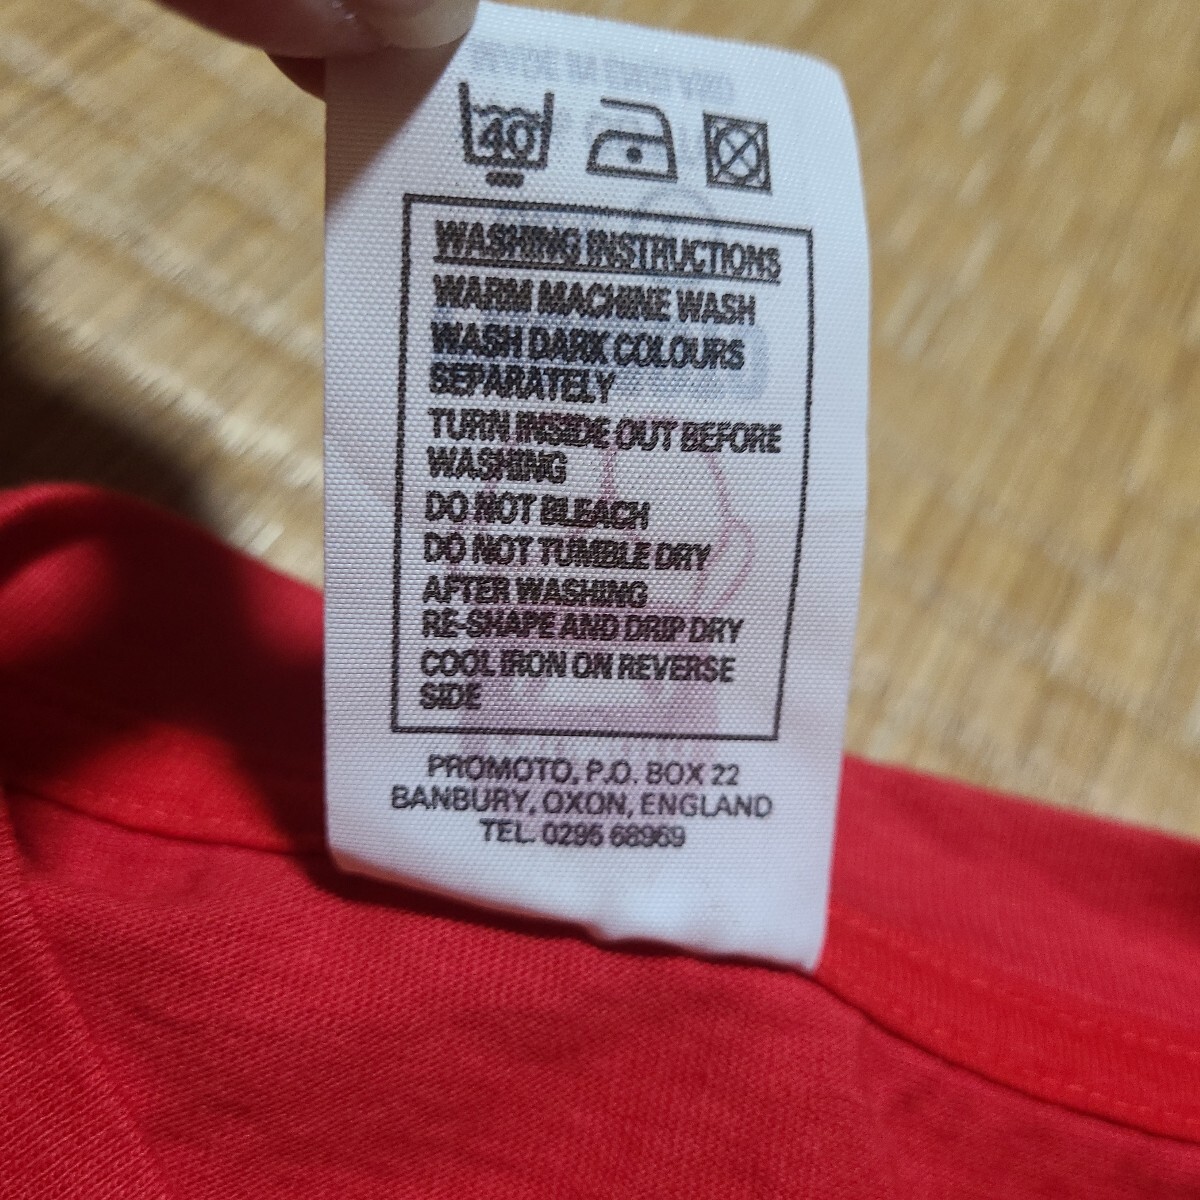 40
WASHING INSTRUCTIONS
WARM MACHINE WASH
WASH DARK COLOURS
SEPARATELY
TURN INSIDE OUT BEFORE
WASHING
DO NOT BLEACH
DO NOT TUMBLE DRY
AFTER WASHING
RE-SHAPE AND DRIP DRY
COOL IRON ON REVERSE
SIDE
PROMOTO, P.O. BOX 22
BANBURY, OXON, ENGLAND
TEL. 0295 68969